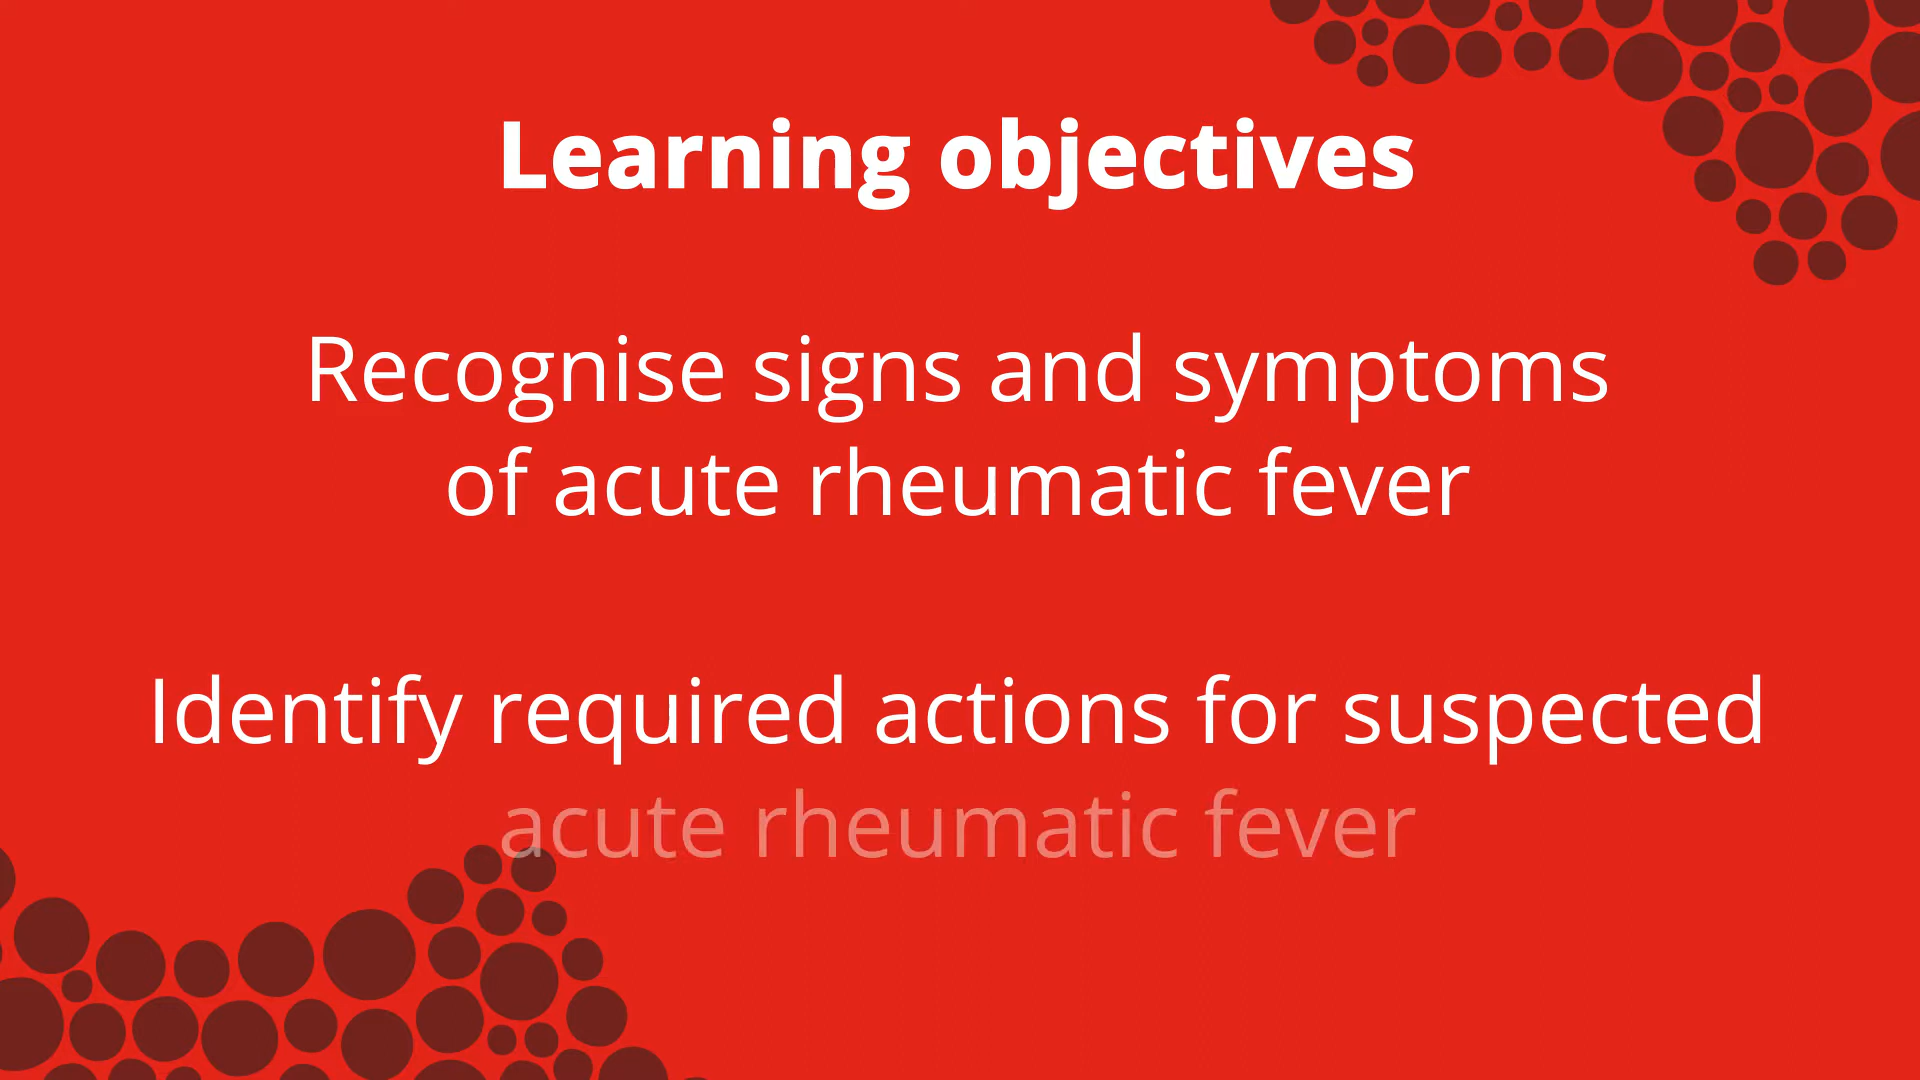 Learning objectives
Recognise signs and symptoms
of acute rheumatic fever
Identify required actions for suspected
acute rheumatic fever